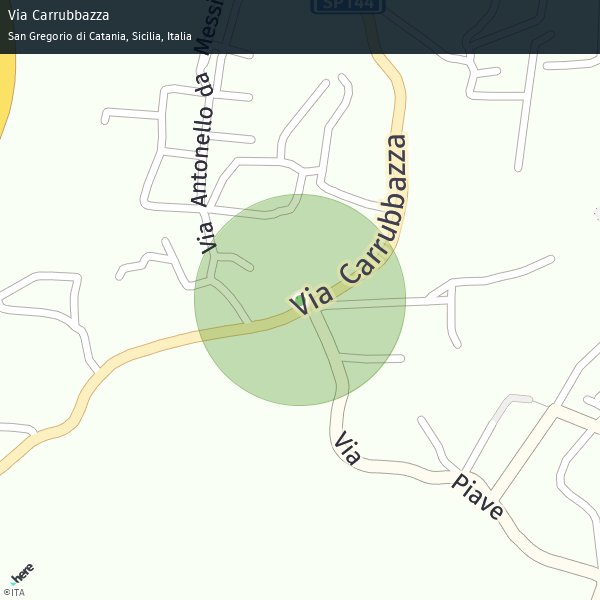 Via Carrubbazza
San Gregorio di Catania, Sicilia, Italia
SP144
Via Antonello da Messi
Via Carrubbazza
Via Piave
here
©ITA